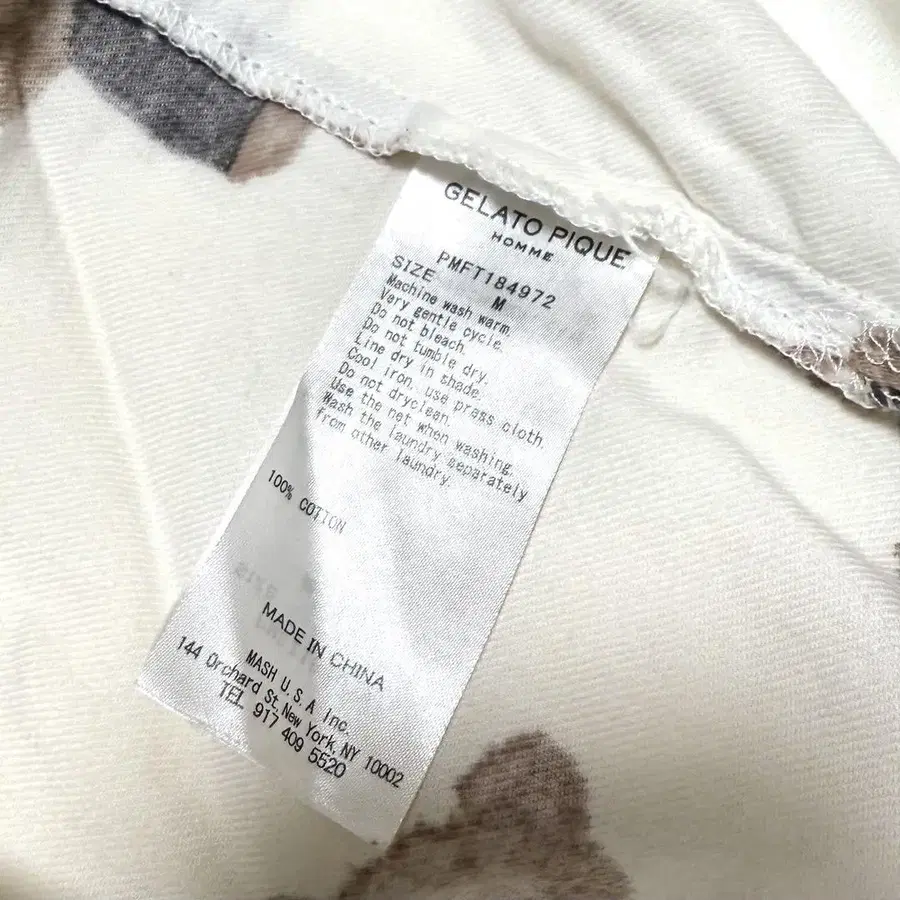 GELATO PIQUE
HOMME
PMFT184972
SIZE M
Machine wash warm,
Very gentle cycle.
Do not bleach.
Do not tumble dry.
Line dry in shade.
Cool iron, use press cloth.
Do not dryclean.
Use the net when washing.
Wash the laundry separately
from other laundry.
100% COTTON
MADE IN CHINA
MASH U.S.A Inc.
144 Orchard St, New York, NY 10002
TEL 917 409 5520